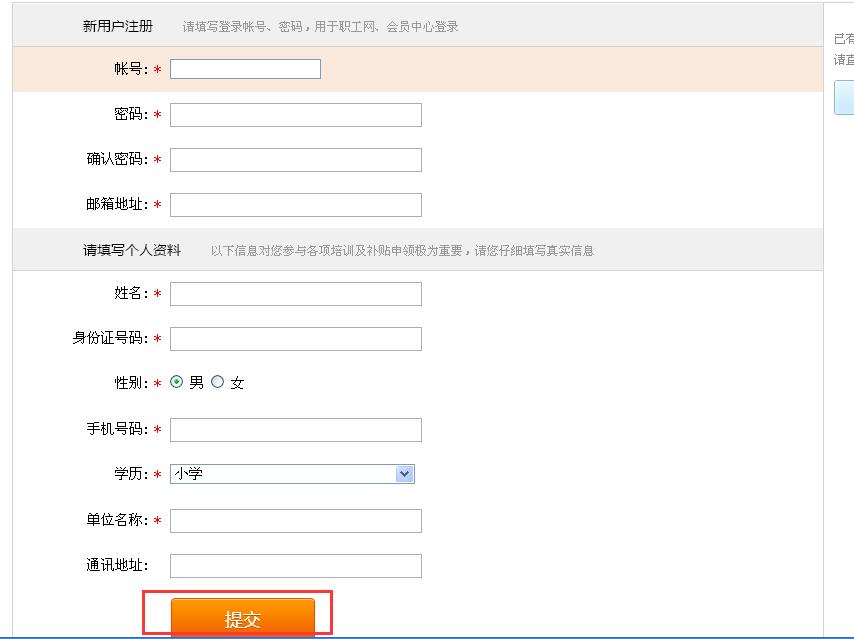 新用户注册 请填写登录帐号、密码，用于职工网、会员中心登录
已有
请直
帐号: *
密码: *
确认密码: *
邮箱地址: *
请填写个人资料 以下信息对您参与各项培训及补贴申领极为重要，请您仔细填写真实信息
姓名: *
身份证号码: *
性别: * 男 女
手机号码: *
学历: * 小学
单位名称: *
通讯地址:
提交